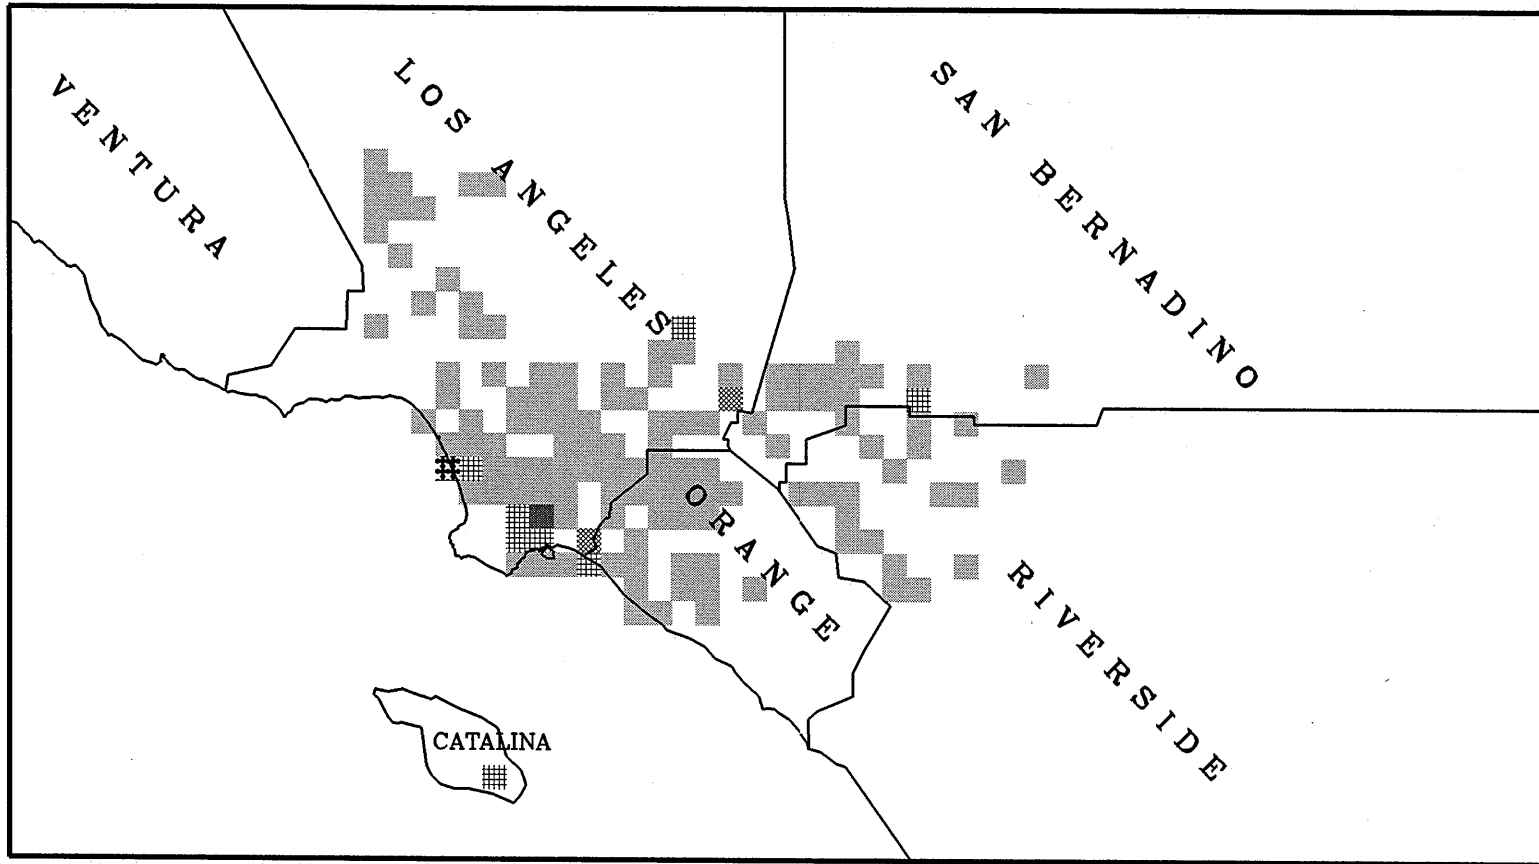 VENTURA
LOS ANGELES
SAN BERNADINO
ORANGE
RIVERSIDE
CATALINA